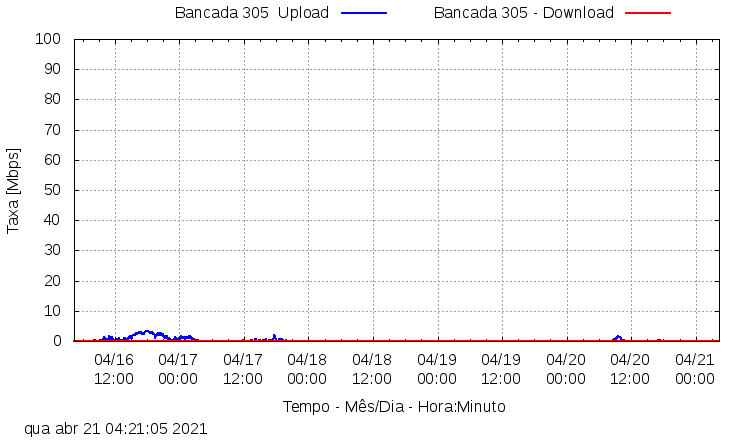 Bancada 305  Upload
Bancada 305 - Download
Taxa [Mbps]
100
90
80
70
60
50
40
30
20
10
0
04/16 04/17 04/17 04/18 04/18 04/19 04/19 04/20 04/20 04/21
12:00 00:00 12:00 00:00 12:00 00:00 12:00 00:00 12:00 00:00
Tempo - Mês/Dia - Hora:Minuto
qua abr 21 04:21:05 2021